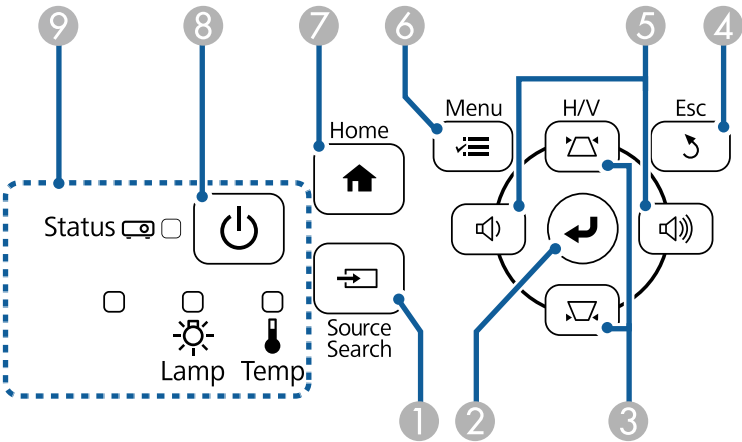 9 8 7 6 5 4
Menu H/V Esc
Home
Status
Source
Search
Lamp Temp
1 2 3